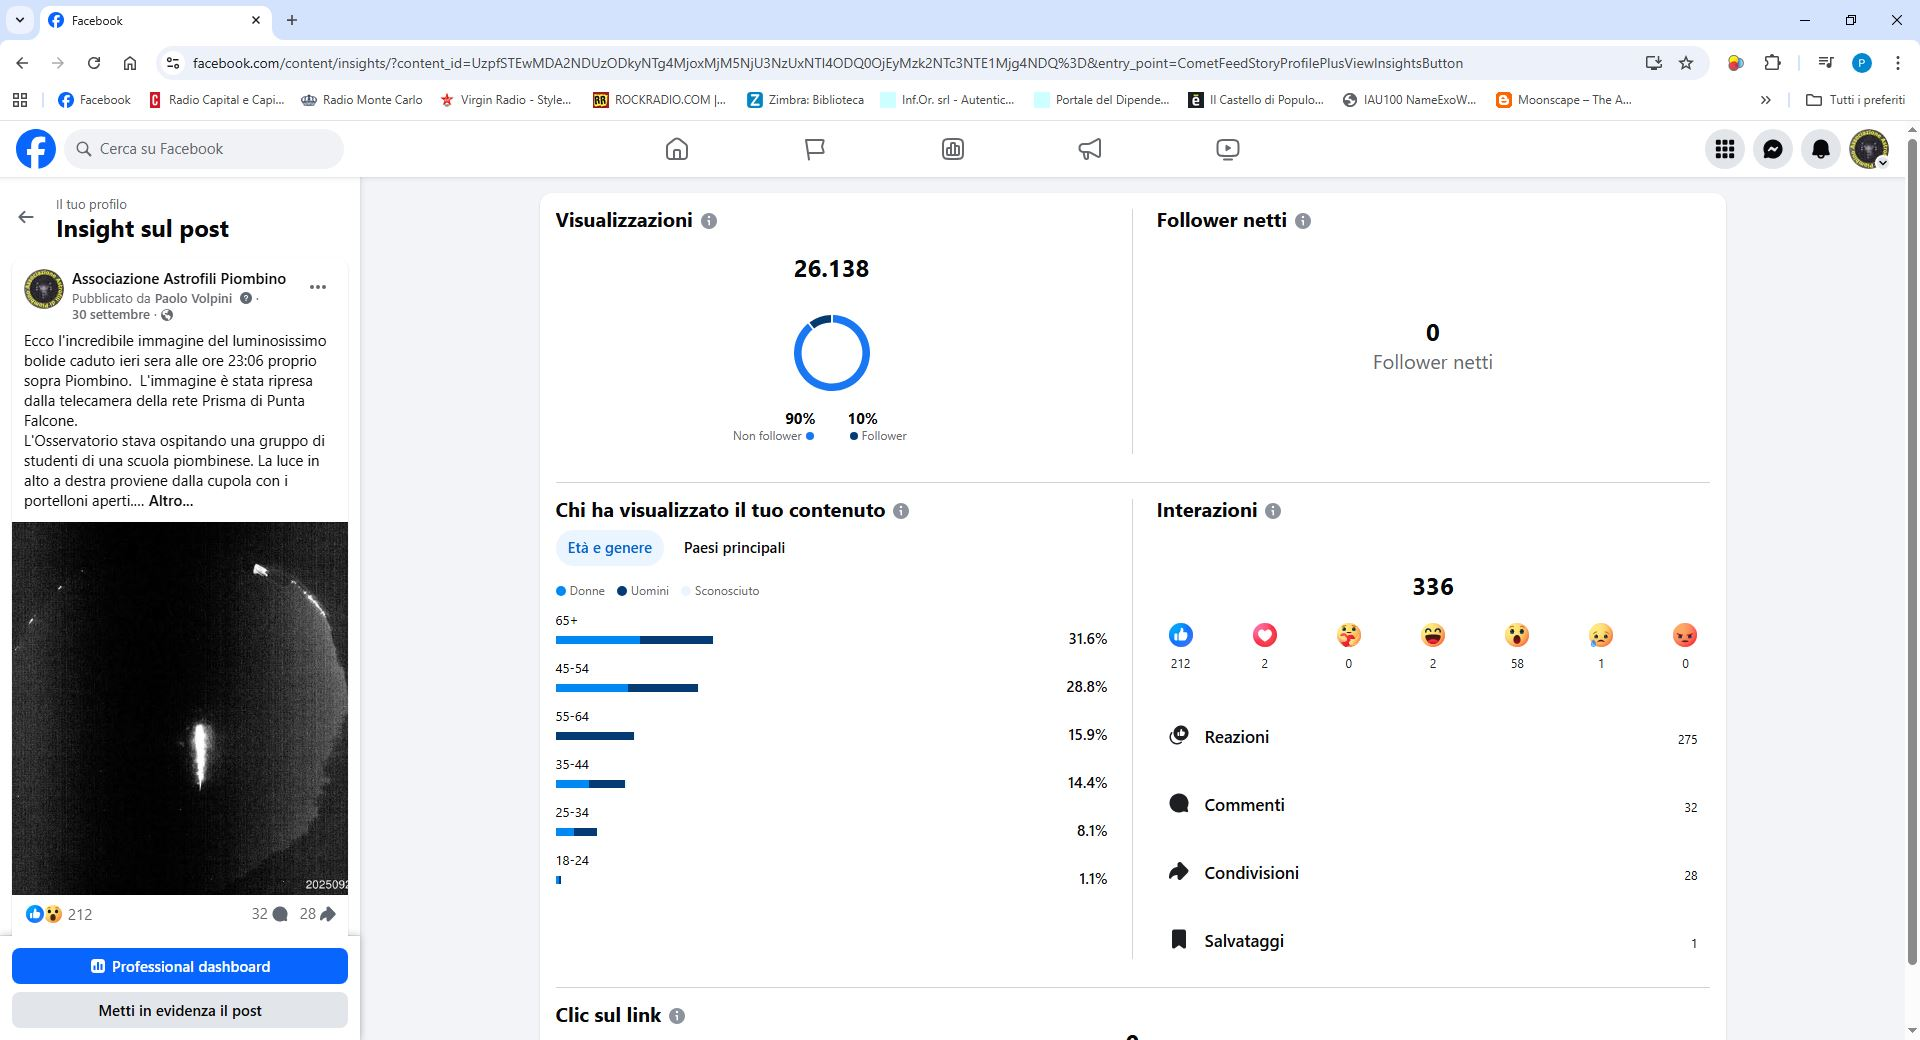 Facebook
facebook.com/content/insights/?content_id=UzpfSTEwMDA2NDUzODkyNTg4MjoxMjM5NjU3NzUxNTI4ODQ0OjEyMzk2NTc3NTE1Mjg4NDQ%3D&entry_point=CometFeedStoryProfilePlusViewInsightsButton
P
Facebook
Radio Capital e Capi...
Radio Monte Carlo
Virgin Radio - Style...
ROCKRADIO.COM |...
Zimbra: Biblioteca
Inf.Or. srl - Autentic...
Portale del Dipende...
Il Castello di Populo...
IAU100 NameExoW...
Moonscape – The A...
Tutti i preferiti
Cerca su Facebook
Il tuo profilo
Insight sul post
Associazione Astrofili Piombino
Pubblicato da Paolo Volpini ·
30 settembre ·
Ecco l'incredibile immagine del luminosissimo
bolide caduto ieri sera alle ore 23:06 proprio
sopra Piombino. L'immagine è stata ripresa
dalla telecamera della rete Prisma di Punta
Falcone.
L'Osservatorio stava ospitando una gruppo di
studenti di una scuola piombinese. La luce in
alto a destra proviene dalla cupola con i
portelloni aperti.... Altro...
2025092
212
32
28
Professional dashboard
Metti in evidenza il post
Visualizzazioni
26.138
90%
Non follower
10%
Follower
Follower netti
0
Follower netti
Chi ha visualizzato il tuo contenuto
Età e genere
Paesi principali
Donne
Uomini
Sconosciuto
65+
31.6%
45-54
28.8%
55-64
15.9%
35-44
14.4%
25-34
8.1%
18-24
1.1%
Interazioni
336
212
2
0
2
58
1
0
Reazioni
275
Commenti
32
Condivisioni
28
Salvataggi
1
Clic sul link